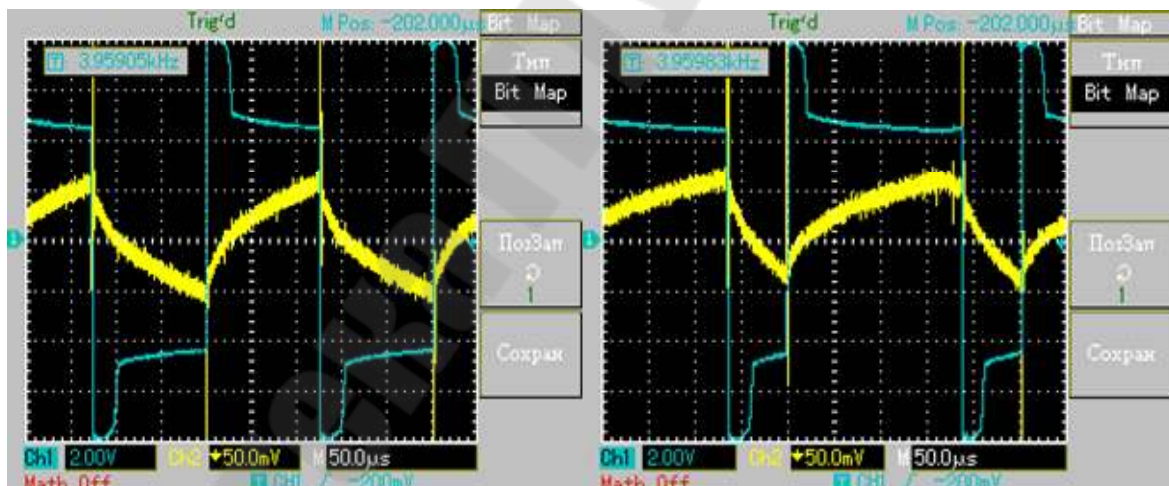 Trig'd M Pos: -202.000μs Bit Map
3.95905kHz
Тип
Bit Map
ПозЗап
1
Сохран
Ch1 2.00V Ch2 50.0mV M 50.0μs
Math Off CH1 / -200mV
Trig'd M Pos: -202.000μs Bit Map
3.95983kHz
Тип
Bit Map
ПозЗап
1
Сохран
Ch1 2.00V Ch2 50.0mV M 50.0μs
Math Off CH1 / -200mV